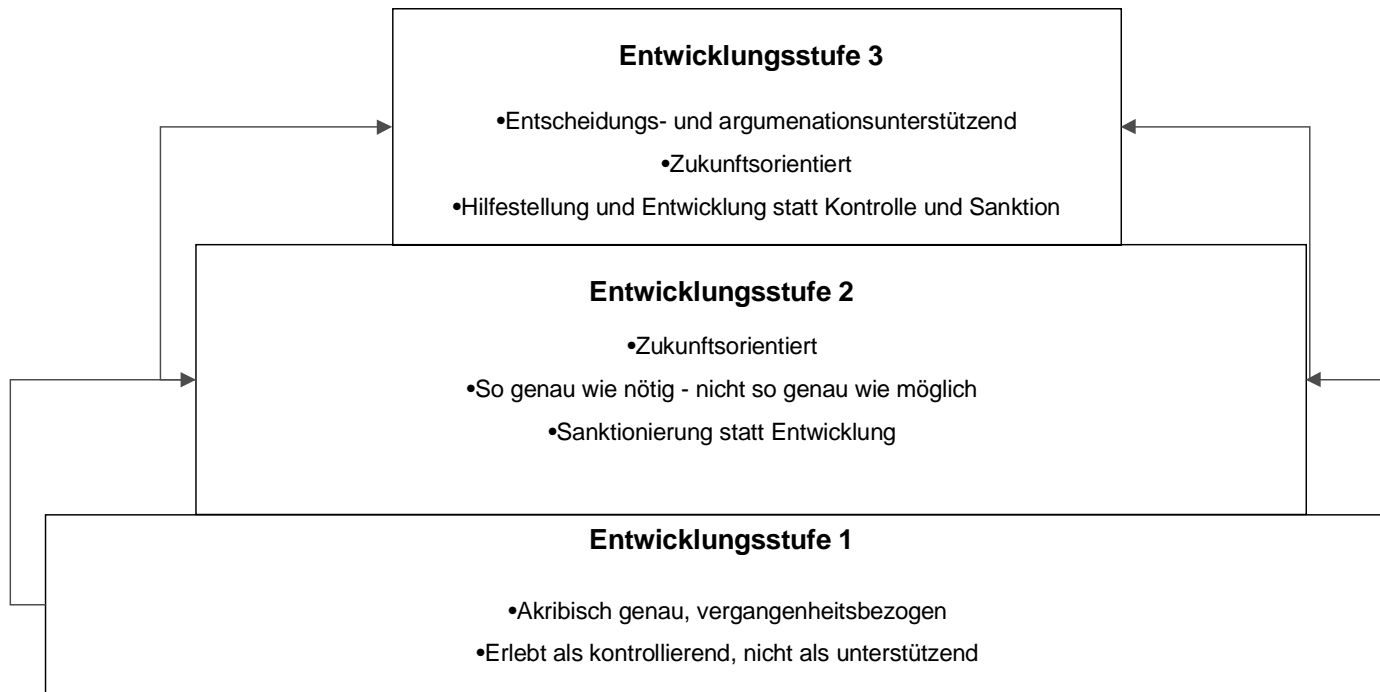 Entwicklungsstufe 3
•Entscheidungs- und argumenationsunterstützend
•Zukunftsorientiert
•Hilfestellung und Entwicklung statt Kontrolle und Sanktion
Entwicklungsstufe 2
•Zukunftsorientiert
•So genau wie nötig - nicht so genau wie möglich
•Sanktionierung statt Entwicklung
Entwicklungsstufe 1
•Akribisch genau, vergangenheitsbezogen
•Erlebt als kontrollierend, nicht als unterstützend